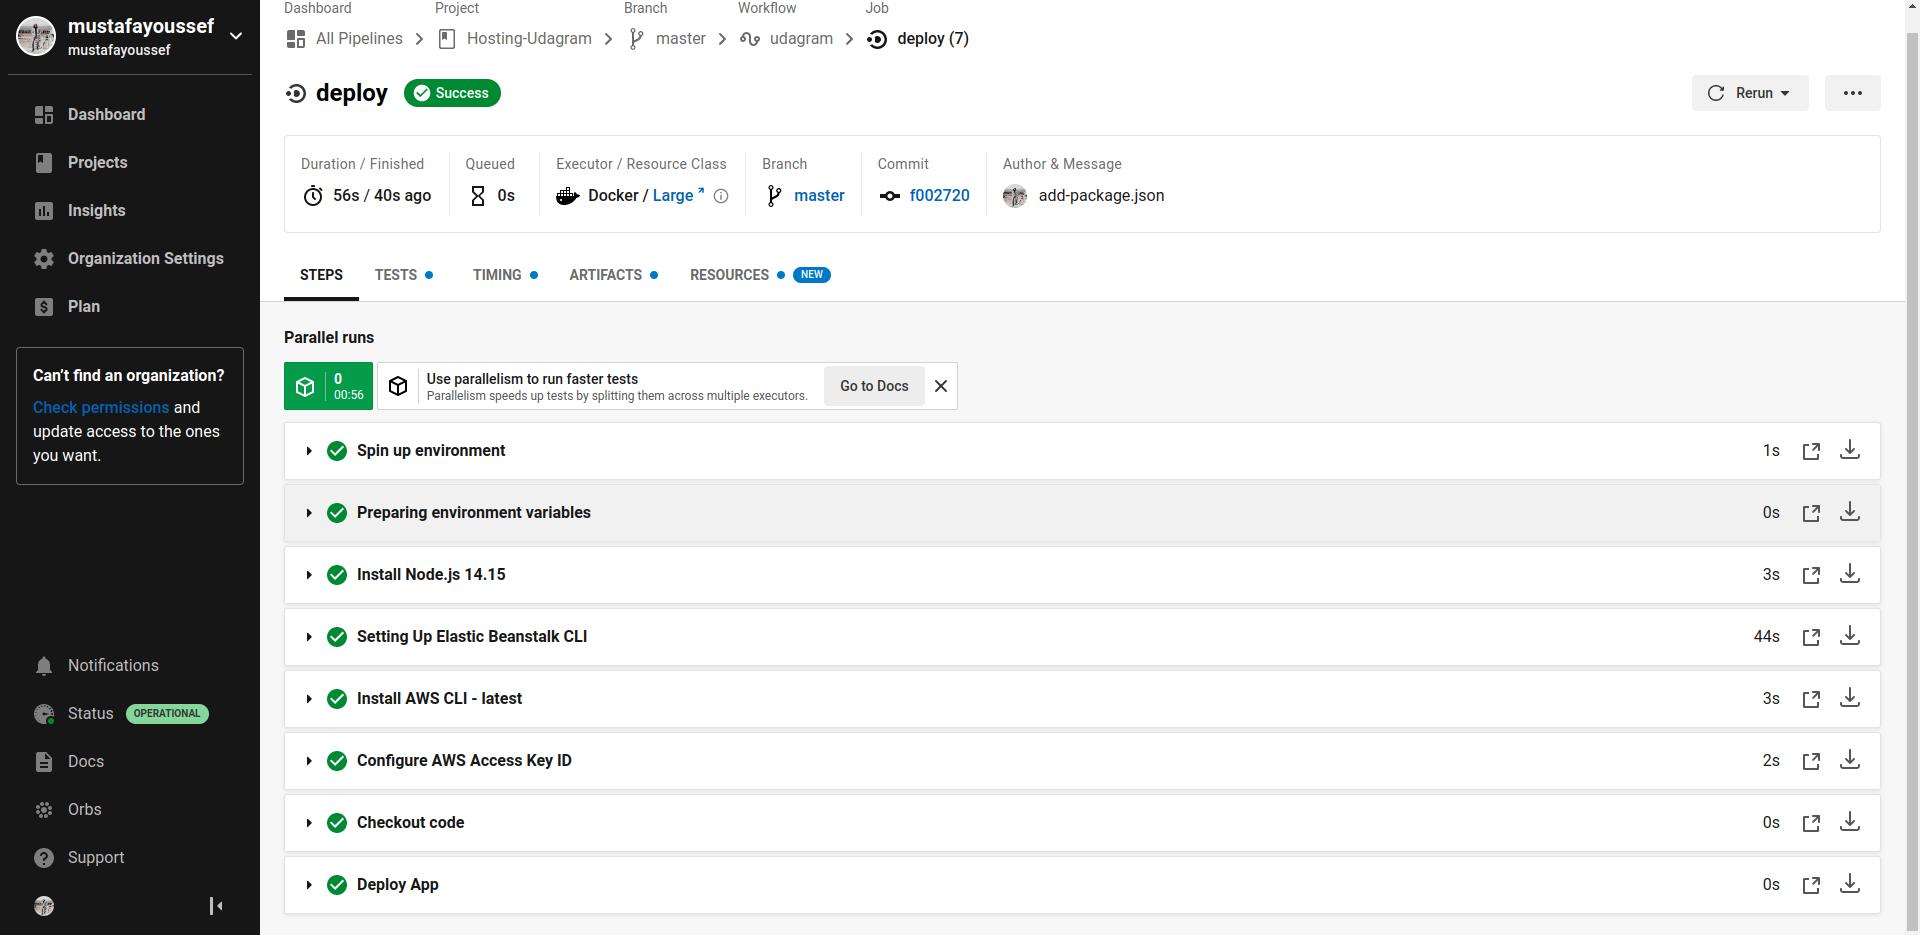 mustafayoussef
mustafayoussef
Dashboard
Projects
Insights
Organization Settings
Plan
Can't find an organization?
Check permissions and
update access to the ones
you want.
Notifications
Status OPERATIONAL
Docs
Orbs
Support
Dashboard Project Branch Workflow Job
All Pipelines Hosting-Udagram master udagram deploy (7)
deploy Success Rerun
Duration / Finished Queued Executor / Resource Class Branch Commit Author & Message
56s / 40s ago 0s Docker / Large master f002720 add-package.json
STEPS TESTS TIMING ARTIFACTS RESOURCES NEW
Parallel runs
0
00:56
Use parallelism to run faster tests
Parallelism speeds up tests by splitting them across multiple executors.
Go to Docs
Spin up environment 1s
Preparing environment variables 0s
Install Node.js 14.15 3s
Setting Up Elastic Beanstalk CLI 44s
Install AWS CLI - latest 3s
Configure AWS Access Key ID 2s
Checkout code 0s
Deploy App 0s